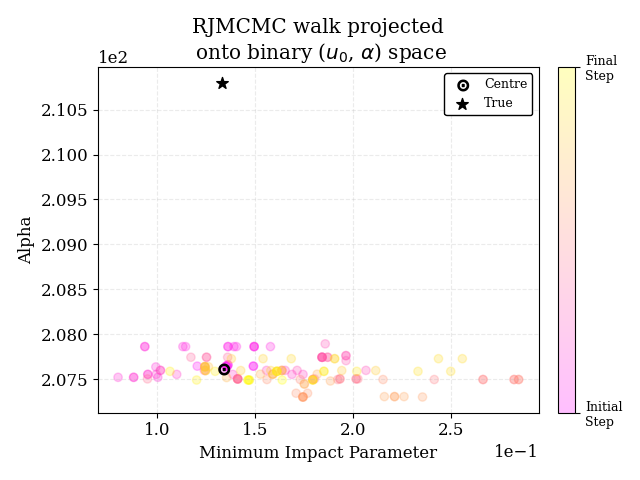 RJMCMC walk projected
onto binary (u₀, α) space
1e2
2.105
2.100
2.095
2.090
2.085
2.080
2.075
Alpha
Centre
True
1.0
1.5
2.0
2.5
1e−1
Minimum Impact Parameter
Final
Step
Initial
Step